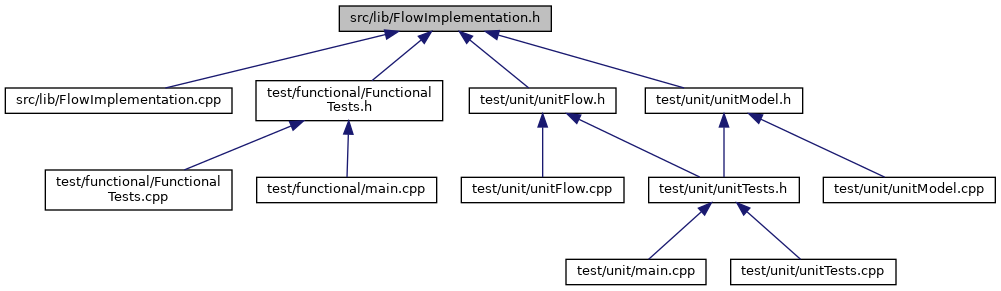 src/lib/FlowImplementation.h
src/lib/FlowImplementation.cpp
test/functional/Functional
Tests.h
test/unit/unitFlow.h
test/unit/unitModel.h
test/functional/Functional
Tests.cpp
test/functional/main.cpp
test/unit/unitFlow.cpp
test/unit/unitTests.h
test/unit/unitModel.cpp
test/unit/main.cpp
test/unit/unitTests.cpp